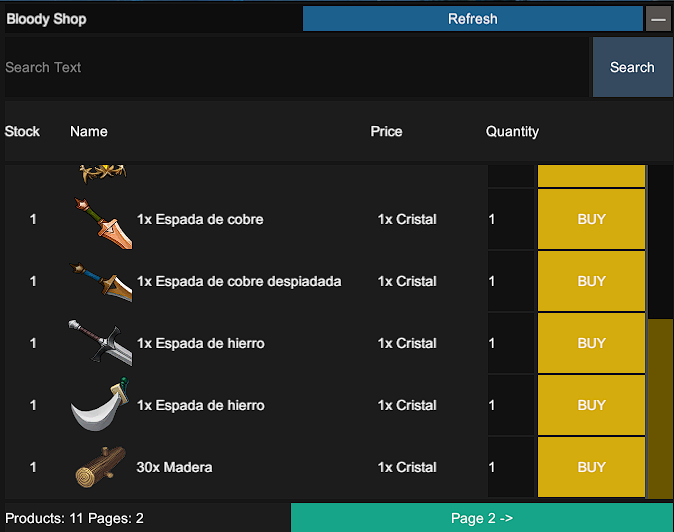 Bloody Shop Refresh —
Search Text Search
Stock Name Price Quantity
1 1x Espada de cobre 1x Cristal 1 BUY
1 1x Espada de cobre despiadada 1x Cristal 1 BUY
1 1x Espada de hierro 1x Cristal 1 BUY
1 1x Espada de hierro 1x Cristal 1 BUY
1 30x Madera 1x Cristal 1 BUY
Products: 11 Pages: 2 Page 2 ->